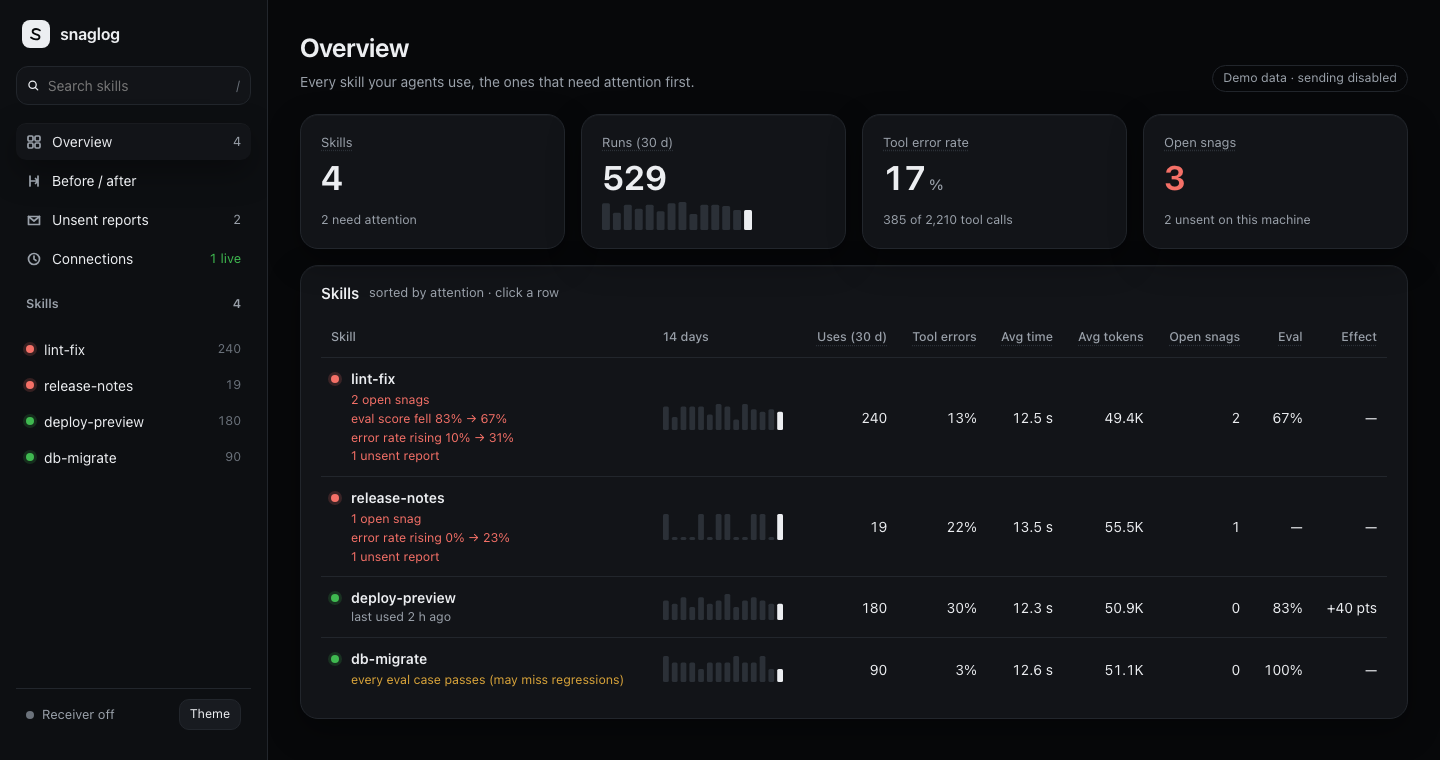 S snaglog
Search skills /
Overview 4
Before / after
Unsent reports 2
Connections 1 live
Skills 4
lint-fix 240
release-notes 19
deploy-preview 180
db-migrate 90
Receiver off Theme
Overview
Every skill your agents use, the ones that need attention first.
Demo data · sending disabled
Skills
4
2 need attention
Runs (30 d)
529
Tool error rate
17 %
385 of 2,210 tool calls
Open snags
3
2 unsent on this machine
Skills sorted by attention · click a row
Skill 14 days Uses (30 d) Tool errors Avg time Avg tokens Open snags Eval Effect
lint-fix
2 open snags
eval score fell 83% → 67%
error rate rising 10% → 31%
1 unsent report
240 13% 12.5 s 49.4K 2 67% —
release-notes
1 open snag
error rate rising 0% → 23%
1 unsent report
19 22% 13.5 s 55.5K 1 — —
deploy-preview
last used 2 h ago
180 30% 12.3 s 50.9K 0 83% +40 pts
db-migrate
every eval case passes (may miss regressions)
90 3% 12.6 s 51.1K 0 100% —